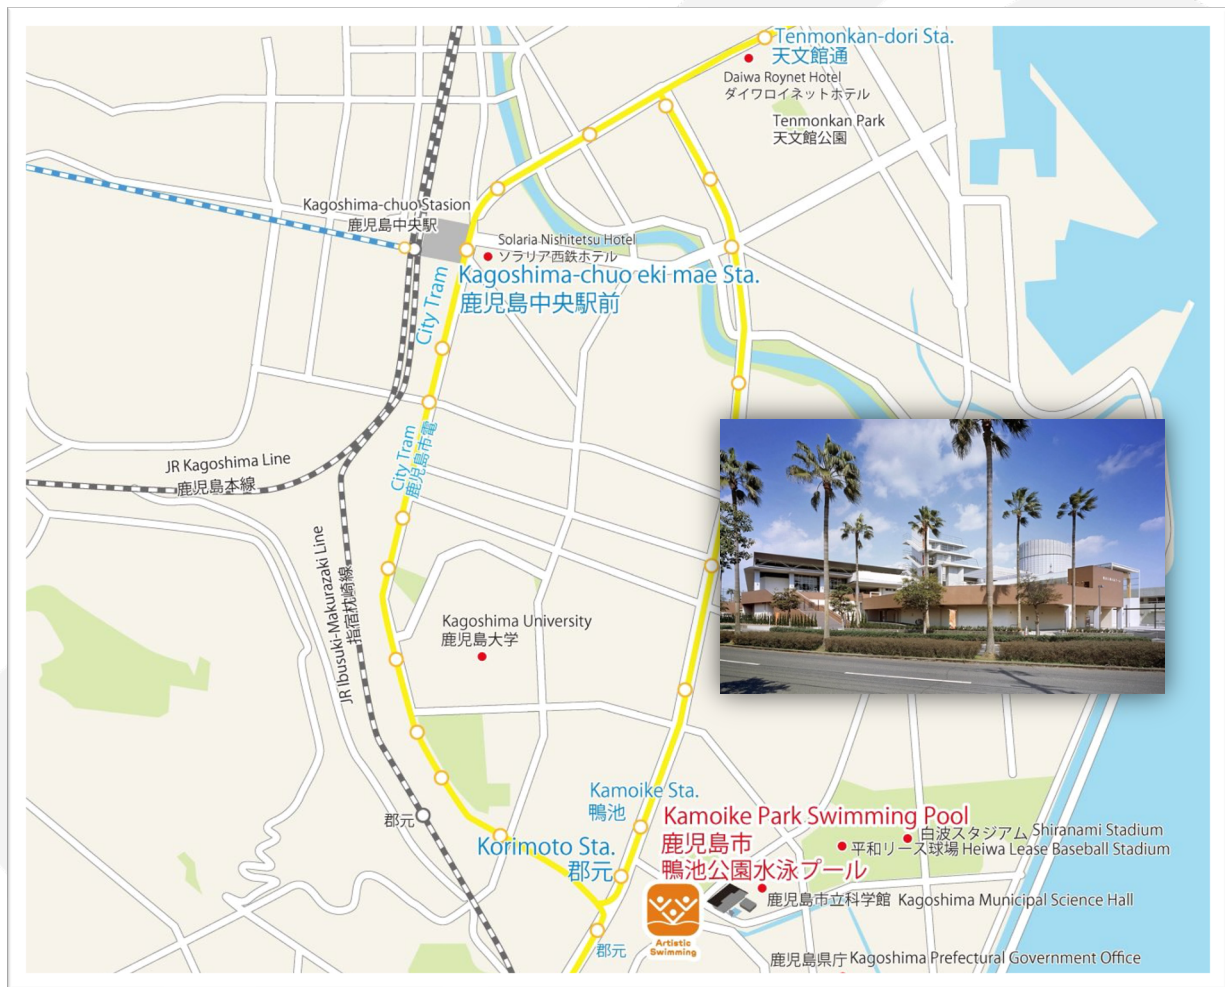 Tenmonkan-dori Sta.
天文館通
Daiwa Roynet Hotel
ダイワロイネットホテル
Tenmonkan Park
天文館公園
Kagoshima-chuo Stasion
鹿児島中央駅
Solaria Nishitetsu Hotel
ソラリア西鉄ホテル
Kagoshima-chuo eki mae Sta.
鹿児島中央駅前
City Tram
City Tram
鹿児島市電
JR Kagoshima Line
鹿児島本線
JR Ibusuki-Makurazaki Line
指宿枕崎線
Kagoshima University
鹿児島大学
Kamoike Sta.
鴨池
Kamoike Park Swimming Pool
鹿児島市
鴨池公園水泳プール
白波スタジアム Shiranami Stadium
平和リース球場 Heiwa Lease Baseball Stadium
郡元
Korimoto Sta.
郡元
鹿児島市立科学館 Kagoshima Municipal Science Hall
Artistic
Swimming
郡元
鹿児島県庁 Kagoshima Prefectural Government Office